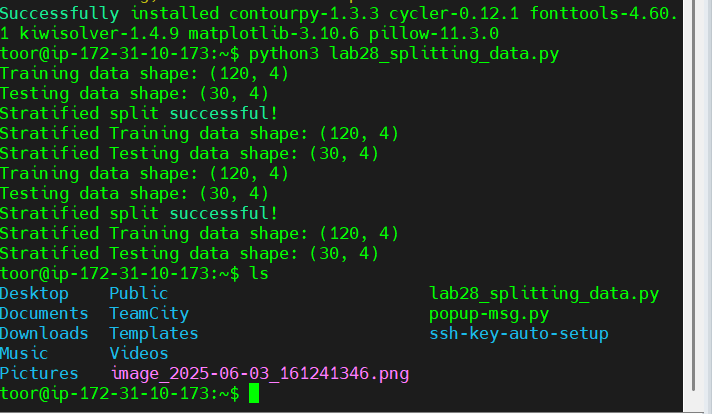 Successfully installed contourpy-1.3.3 cycler-0.12.1 fonttools-4.60.
1 kiwisolver-1.4.9 matplotlib-3.10.6 pillow-11.3.0
toor@ip-172-31-10-173:~$ python3 lab28_splitting_data.py
Training data shape: (120, 4)
Testing data shape: (30, 4)
Stratified split successful!
Stratified Training data shape: (120, 4)
Stratified Testing data shape: (30, 4)
Training data shape: (120, 4)
Testing data shape: (30, 4)
Stratified split successful!
Stratified Training data shape: (120, 4)
Stratified Testing data shape: (30, 4)
toor@ip-172-31-10-173:~$ ls
Desktop Public lab28_splitting_data.py
Documents TeamCity popup-msg.py
Downloads Templates ssh-key-auto-setup
Music Videos
Pictures image_2025-06-03_161241346.png
toor@ip-172-31-10-173:~$